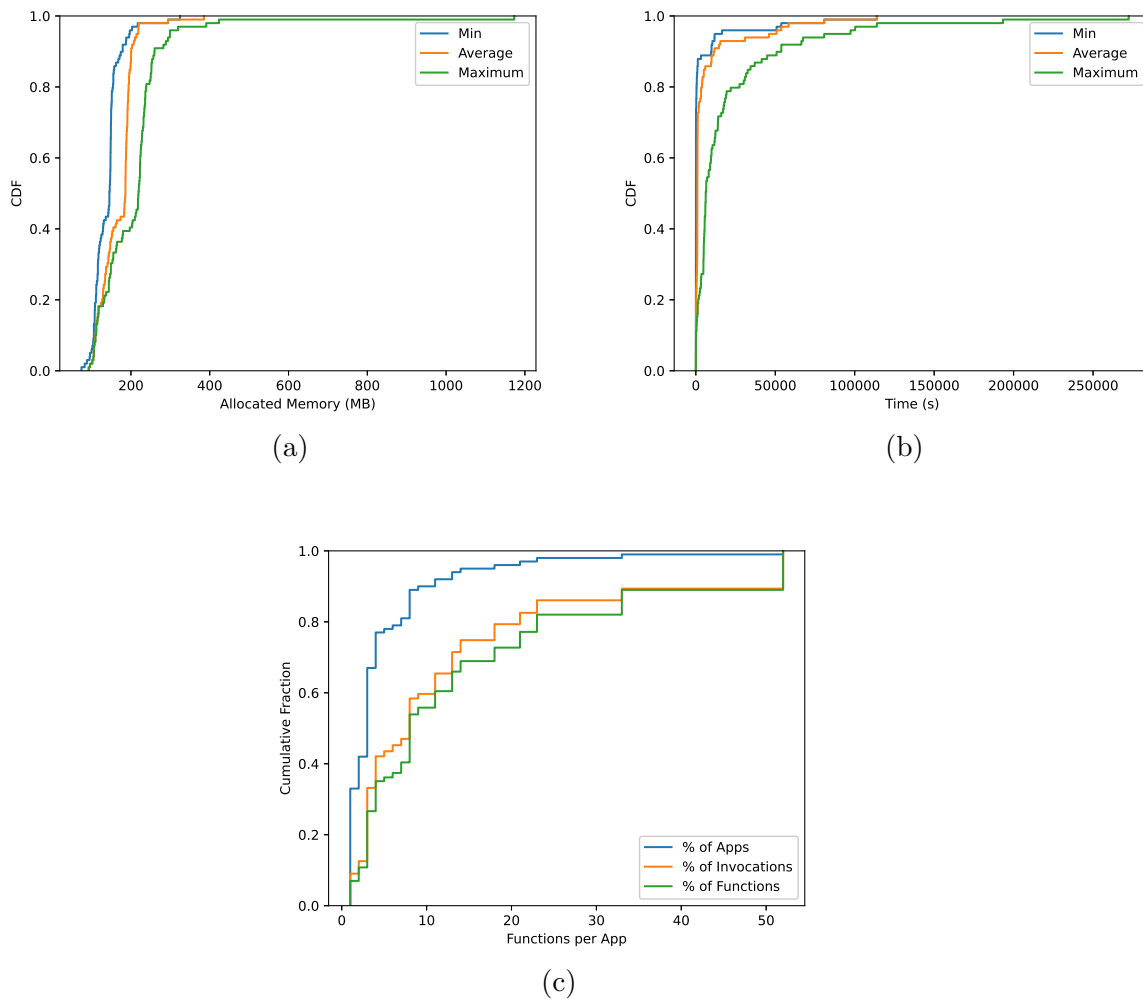 1.0
0.8
0.6
0.4
0.2
0.0
CDF
Min
Average
Maximum
200 400 600 800 1000 1200
Allocated Memory (MB)
(a)
1.0
0.8
0.6
0.4
0.2
0.0
CDF
Min
Average
Maximum
0 50000 100000 150000 200000 250000
Time (s)
(b)
1.0
0.8
0.6
0.4
0.2
0.0
Cumulative Fraction
% of Apps
% of Invocations
% of Functions
0 10 20 30 40 50
Functions per App
(c)